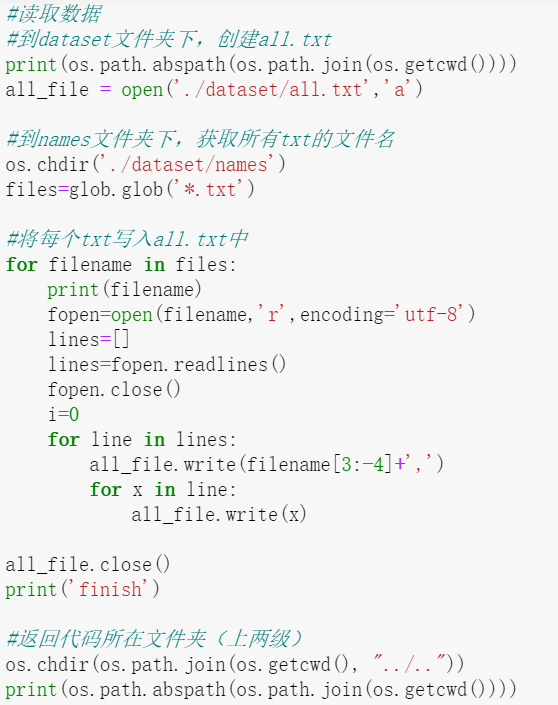 #读取数据
#到dataset文件夹下，创建all.txt
print(os.path.abspath(os.path.join(os.getcwd())))
all_file = open('./dataset/all.txt','a')

#到names文件夹下，获取所有txt的文件名
os.chdir('./dataset/names')
files=glob.glob('*.txt')

#将每个txt写入all.txt中
for filename in files:
    print(filename)
    fopen=open(filename,'r',encoding='utf-8')
    lines=[]
    lines=fopen.readlines()
    fopen.close()
    i=0
    for line in lines:
        all_file.write(filename[3:-4]+',')
        for x in line:
            all_file.write(x)

all_file.close()
print('finish')

#返回代码所在文件夹（上两级）
os.chdir(os.path.join(os.getcwd(), "../.."))
print(os.path.abspath(os.path.join(os.getcwd())))